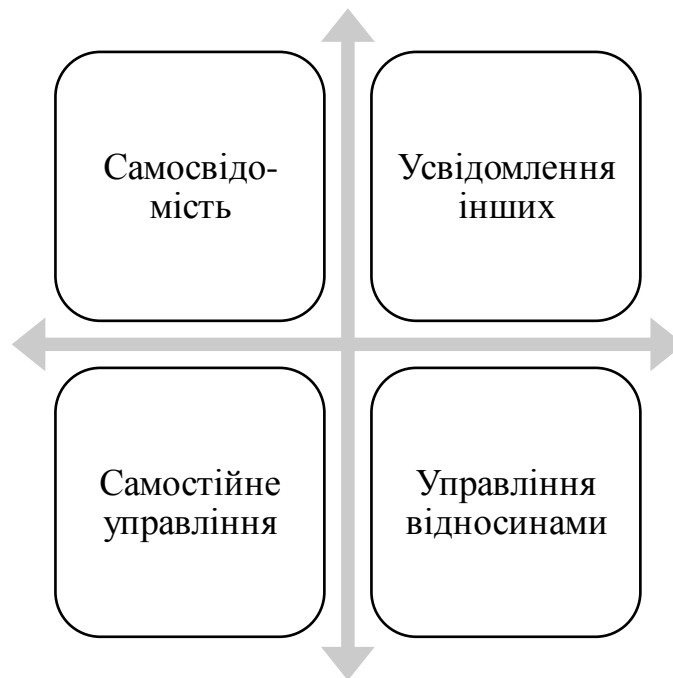 Самосвідо-
мість
Усвідомлення
інших
Самостійне
управління
Управління
відносинами